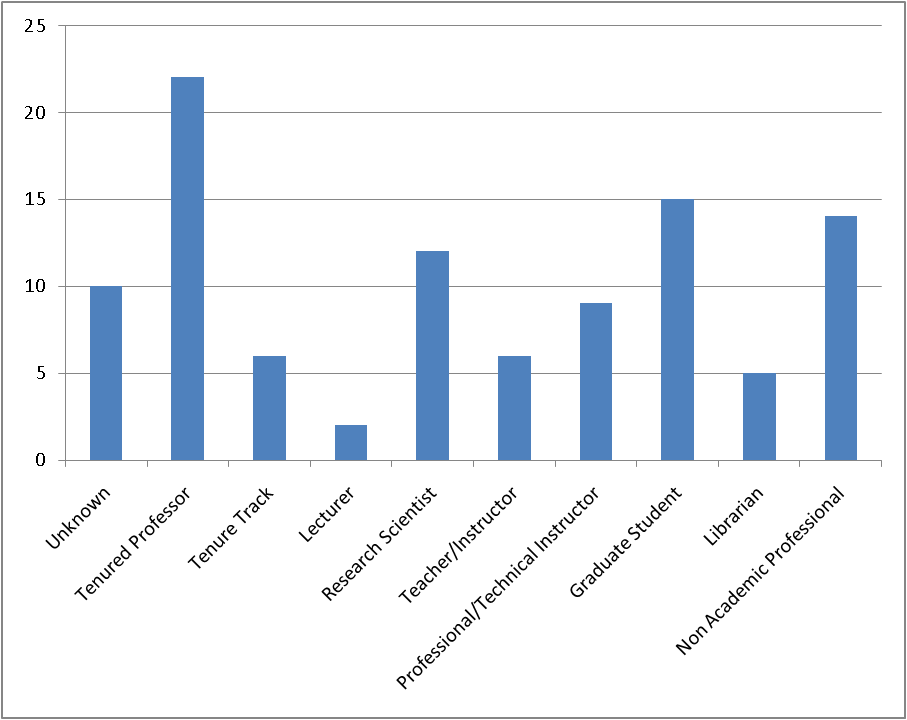 25
20
15
10
5
0
Unknown
Tenured Professor
Tenure Track
Lecturer
Research Scientist
Teacher/Instructor
Professional/Technical Instructor
Graduate Student
Librarian
Non Academic Professional